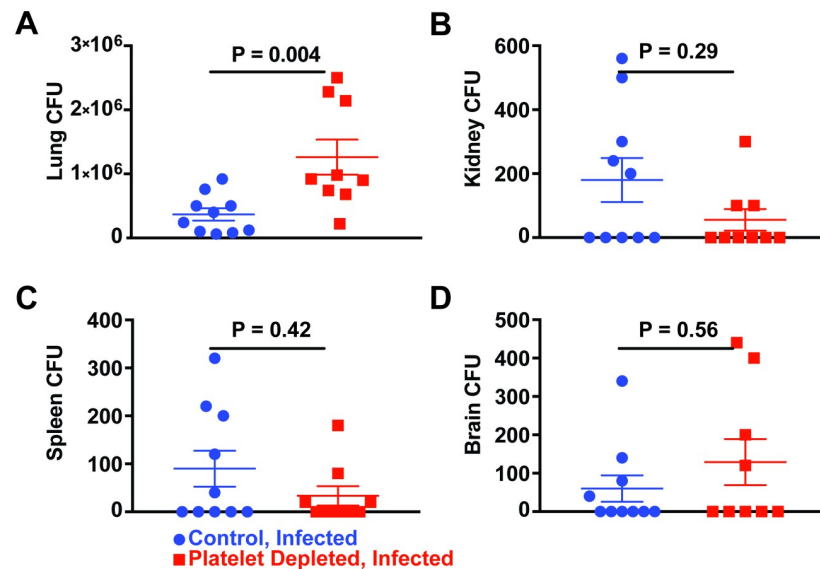 A
Lung CFU
3×10⁶
2×10⁶
1×10⁶
0
P = 0.004
B
Kidney CFU
600
400
200
0
P = 0.29
C
Spleen CFU
400
300
200
100
0
P = 0.42
D
Brain CFU
500
400
300
200
100
0
P = 0.56
Control, Infected
Platelet Depleted, Infected